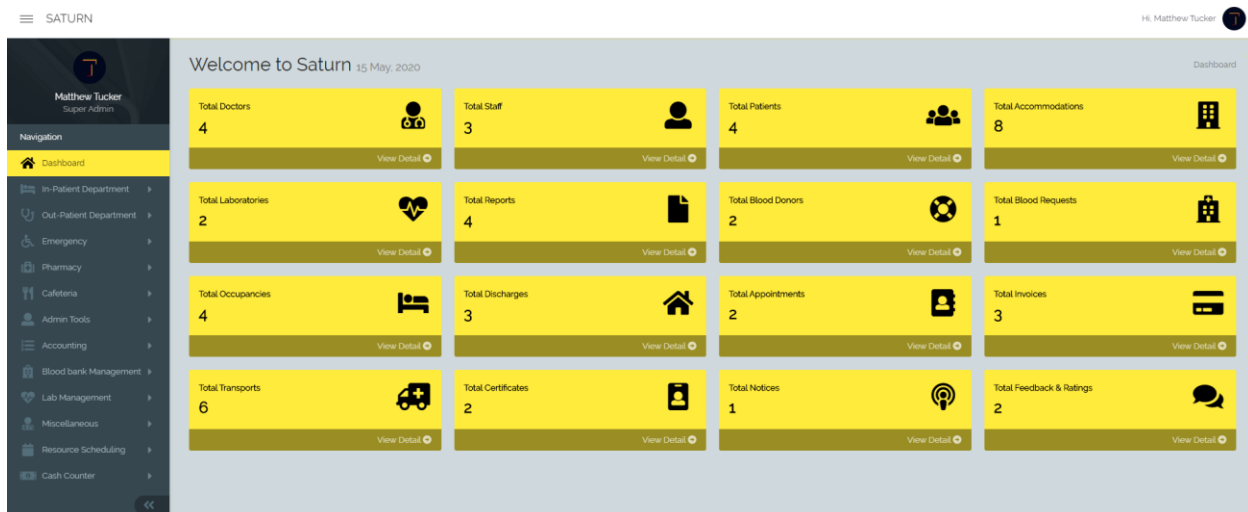 SATURN
Hi, Matthew Tucker
Matthew Tucker
Super Admin
Navigation
Dashboard
In-Patient Department
Out-Patient Department
Emergency
Pharmacy
Cafeteria
Admin Tools
Accounting
Blood bank Management
Lab Management
Miscellaneous
Resource Scheduling
Cash Counter
Welcome to Saturn 15 May, 2020
Dashboard
Total Doctors
4
View Detail
Total Staff
3
View Detail
Total Patients
4
View Detail
Total Accommodations
8
View Detail
Total Laboratories
2
View Detail
Total Reports
4
View Detail
Total Blood Donors
2
View Detail
Total Blood Requests
1
View Detail
Total Occupancies
4
View Detail
Total Discharges
3
View Detail
Total Appointments
2
View Detail
Total Invoices
3
View Detail
Total Transports
6
View Detail
Total Certificates
2
View Detail
Total Notices
1
View Detail
Total Feedback & Ratings
2
View Detail